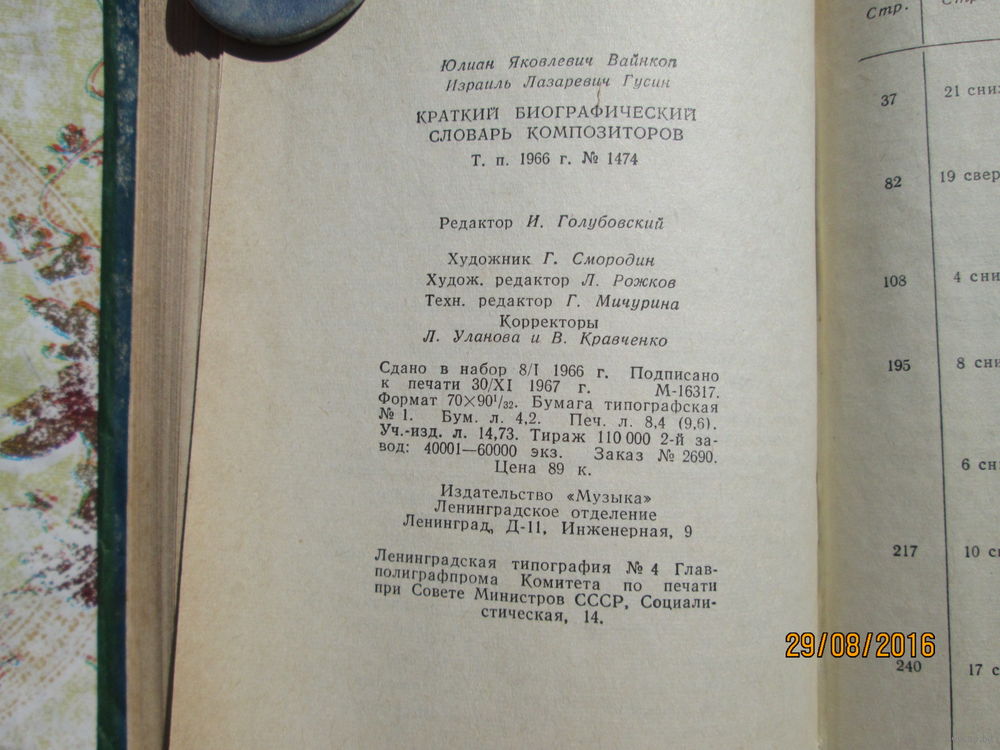 Юлиан Яковлевич Вайнкоп
Израиль Лазаревич Гусин
КРАТКИЙ БИОГРАФИЧЕСКИЙ
СЛОВАРЬ КОМПОЗИТОРОВ
Т. п. 1966 г. № 1474
Редактор И. Голубовский
Художник Г. Смородин
Худож. редактор Л. Рожков
Техн. редактор Г. Мичурина
Корректоры
Л. Уланова и В. Кравченко
Сдано в набор 8/I 1966 г. Подписано
к печати 30/XI 1967 г. М-16317.
Формат 70×90¹/₃₂. Бумага типографская
№ 1. Бум. л. 4,2. Печ. л. 8,4 (9,6).
Уч.-изд. л. 14,73. Тираж 110 000 2-й за-
вод: 40001—60000 экз. Заказ № 2690.
Цена 89 к.
Издательство «Музыка»
Ленинградское отделение
Ленинград, Д-11, Инженерная, 9
Ленинградская типография № 4 Глав-
полиграфпрома Комитета по печати
при Совете Министров СССР, Социали-
стическая, 14.
Стр.
37 21 сни
82 19 свер
108 4 сни
195 8 сни
6 сни
217 10 с
240 17 с
29/08/2016